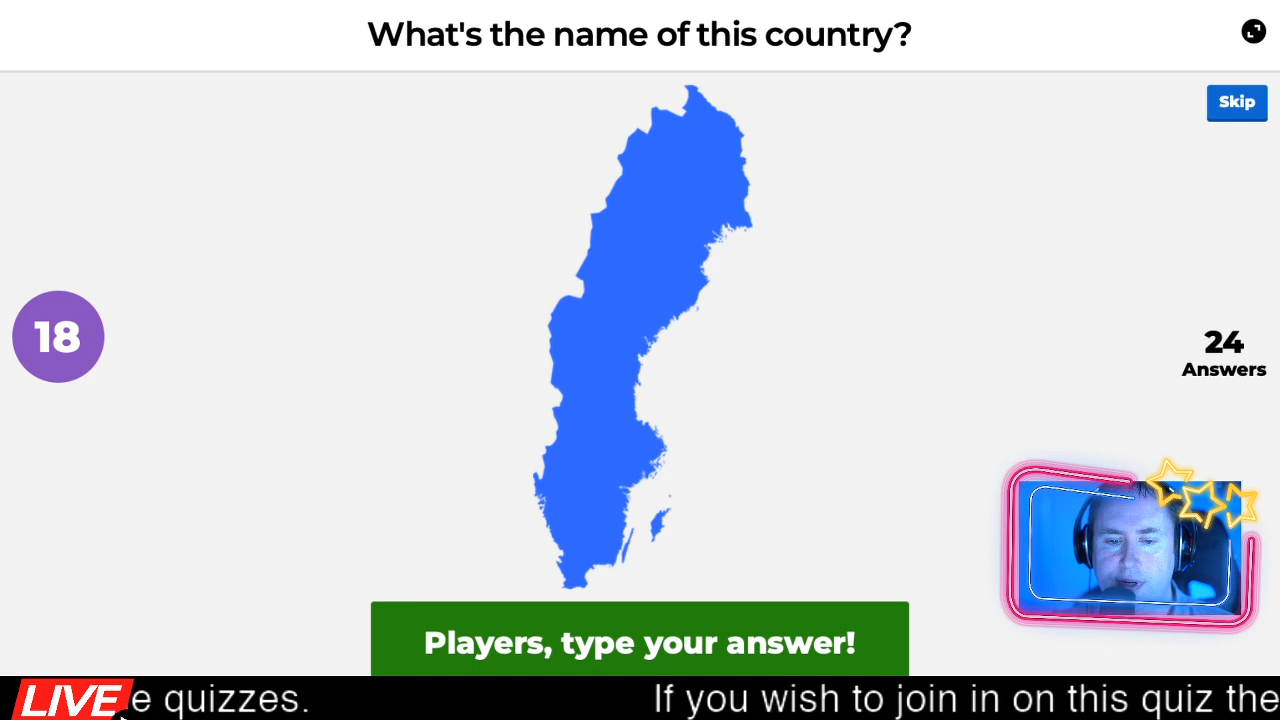 What's the name of this country?
Skip
18
24
Answers
Players, type your answer!
LIVE
e quizzes. If you wish to join in on this quiz the